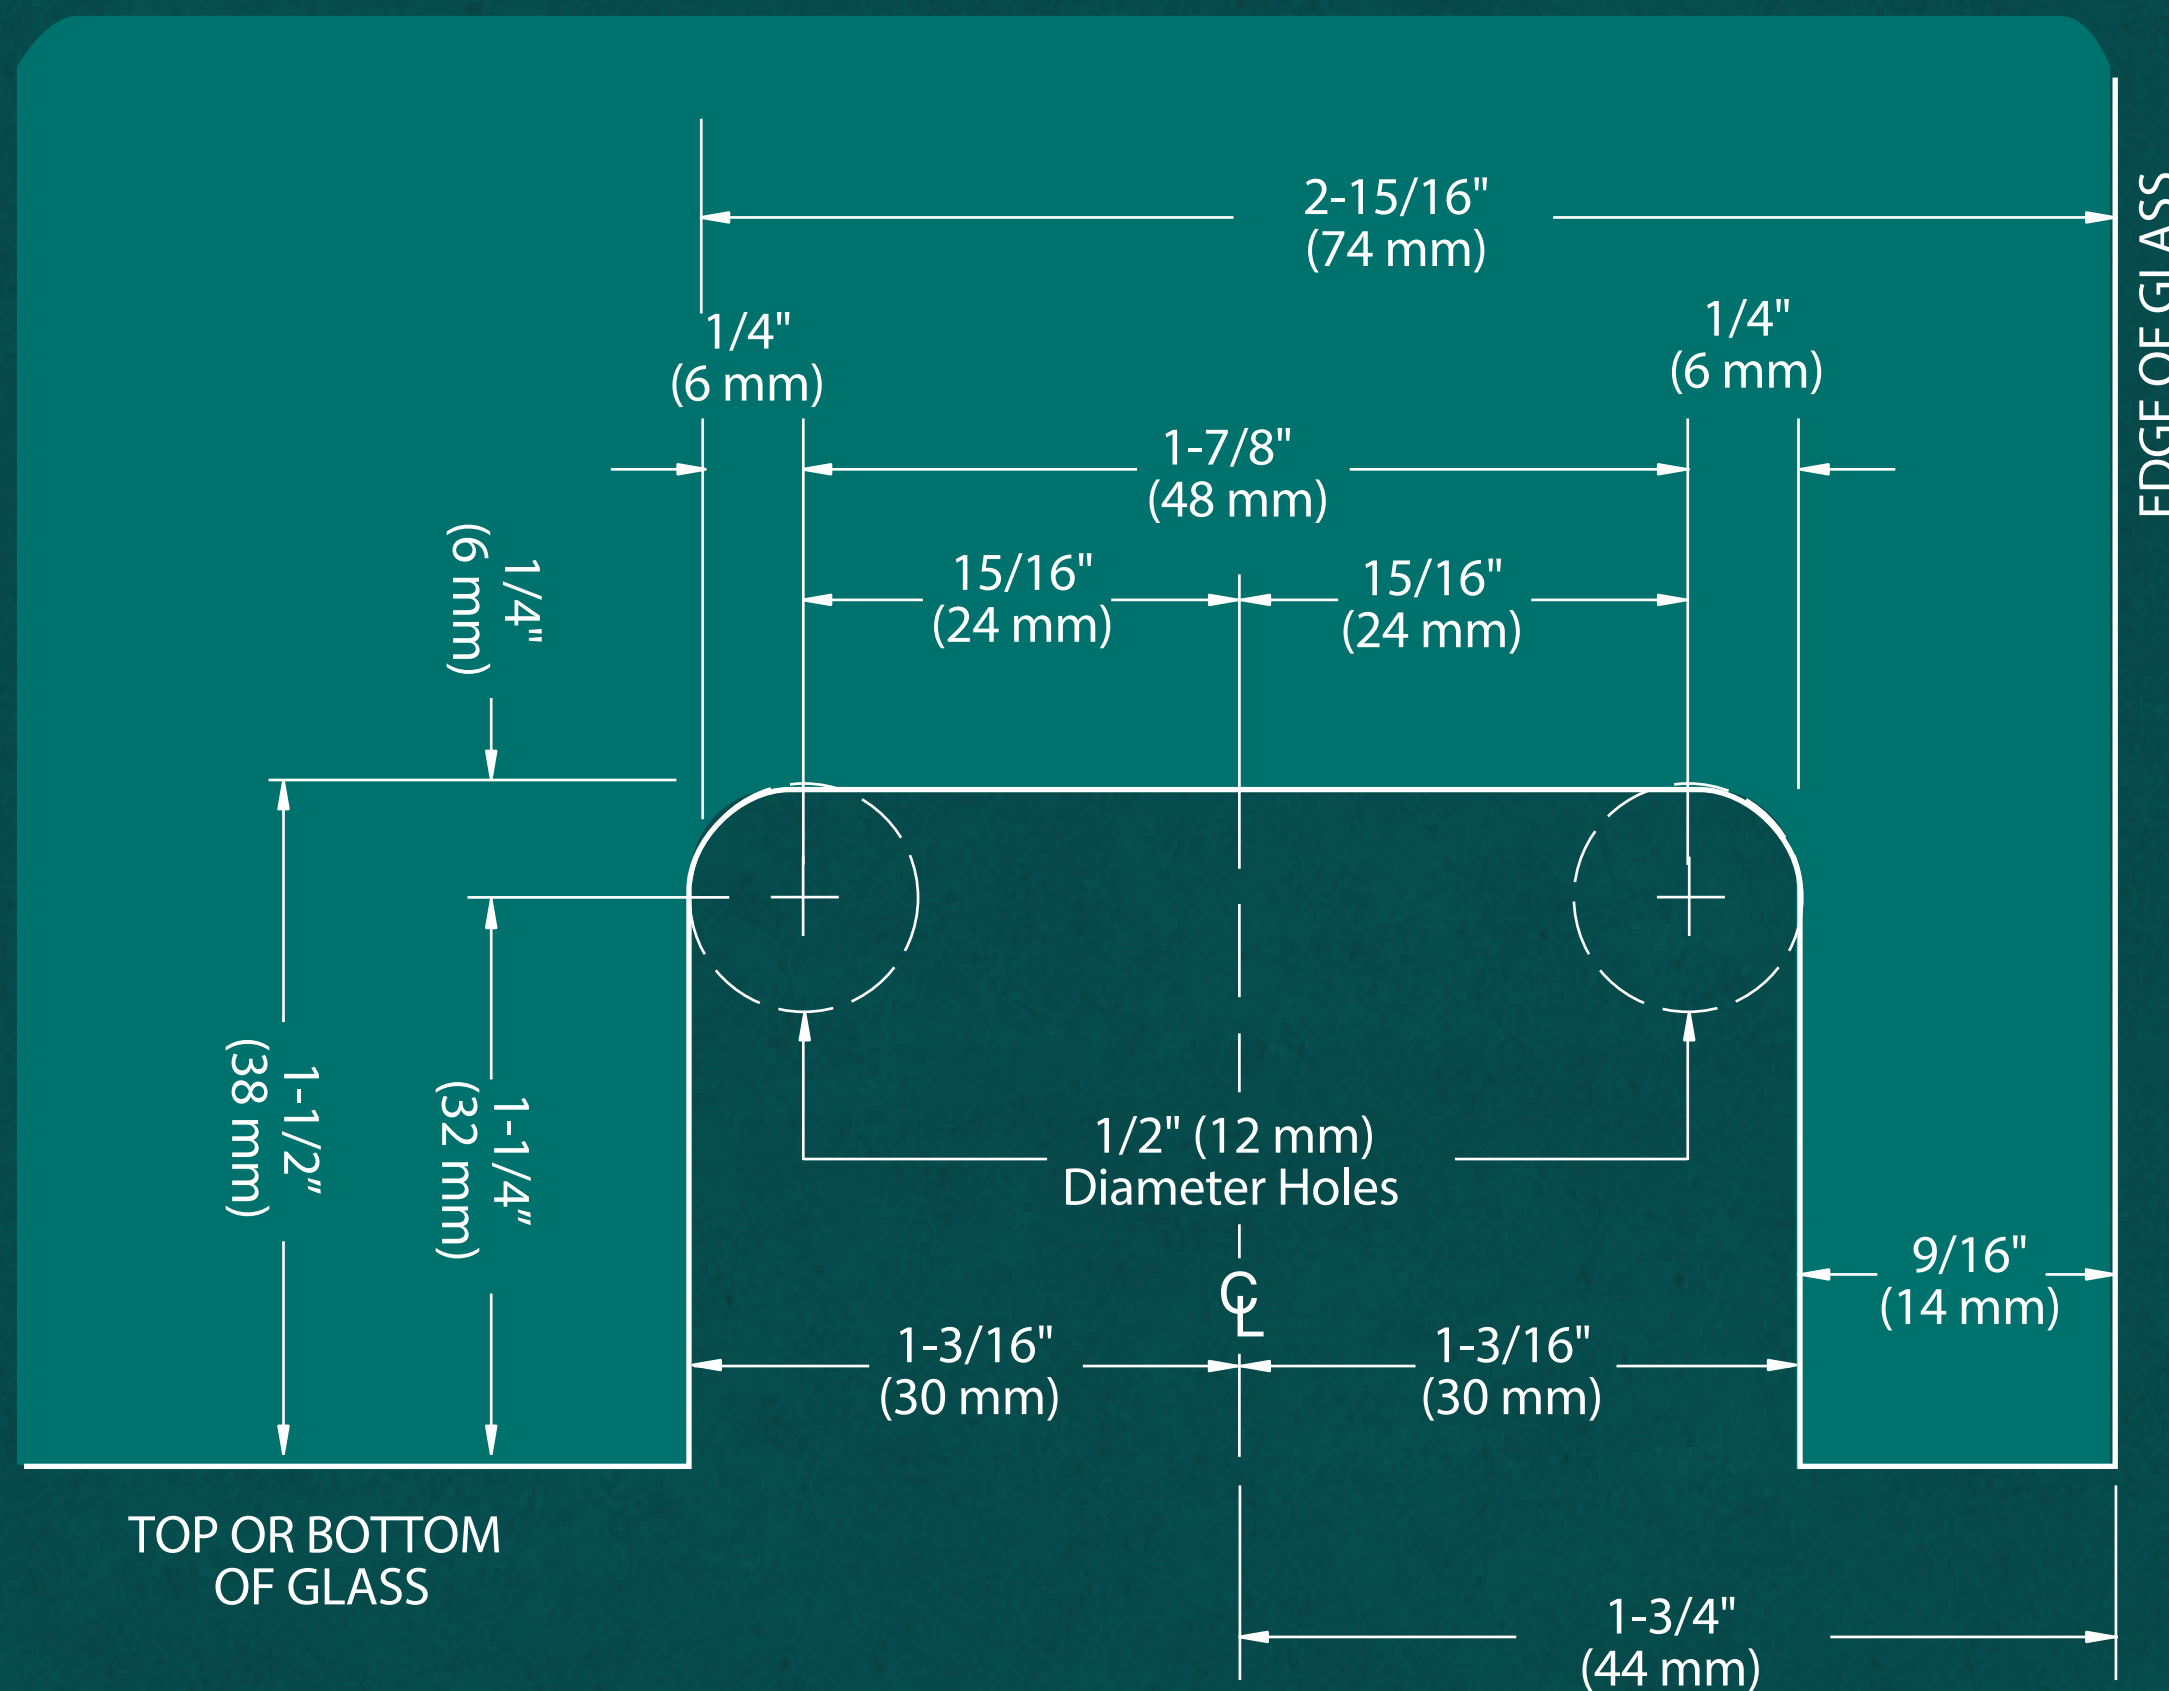 2-15/16"
(74 mm)
EDGE OF GLASS
1/4"
(6 mm)
1/4"
(6 mm)
1-7/8"
(48 mm)
1/4"
(6 mm)
15/16"
(24 mm)
15/16"
(24 mm)
1-1/2”
(38 mm)
1-1/4”
(32 mm)
1/2" (12 mm)
Diameter Holes
9/16"
(14 mm)
CL
1-3/16"
(30 mm)
1-3/16"
(30 mm)
TOP OR BOTTOM
OF GLASS
1-3/4"
(44 mm)